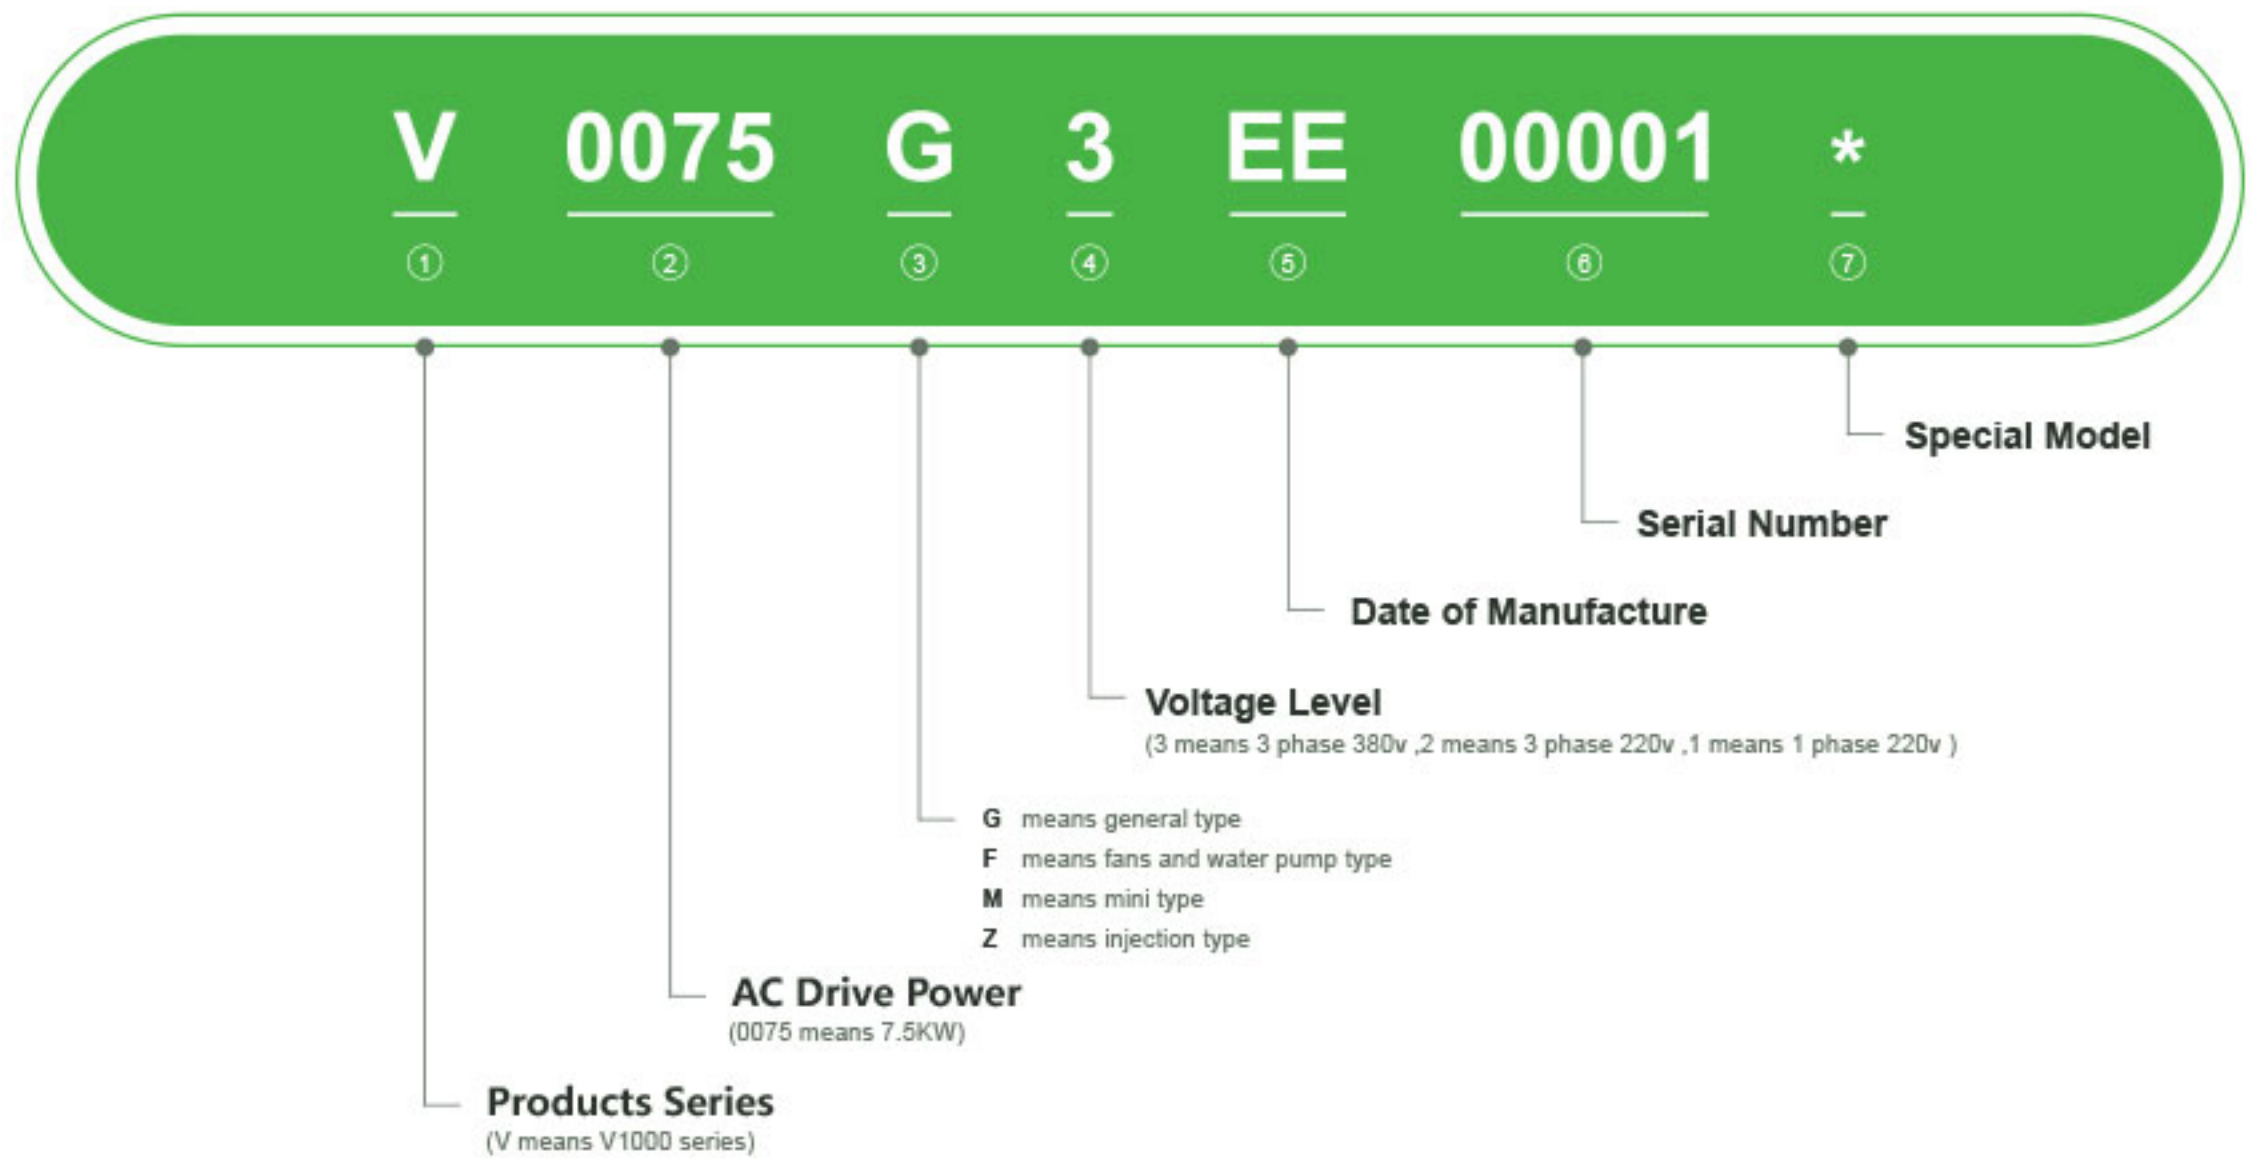 V 0075 G 3 EE 00001 *
① ② ③ ④ ⑤ ⑥ ⑦
Special Model
Serial Number
Date of Manufacture
Voltage Level
(3 means 3 phase 380v ,2 means 3 phase 220v ,1 means 1 phase 220v )
G means general type
F means fans and water pump type
M means mini type
Z means injection type
AC Drive Power
(0075 means 7.5KW)
Products Series
(V means V1000 series)